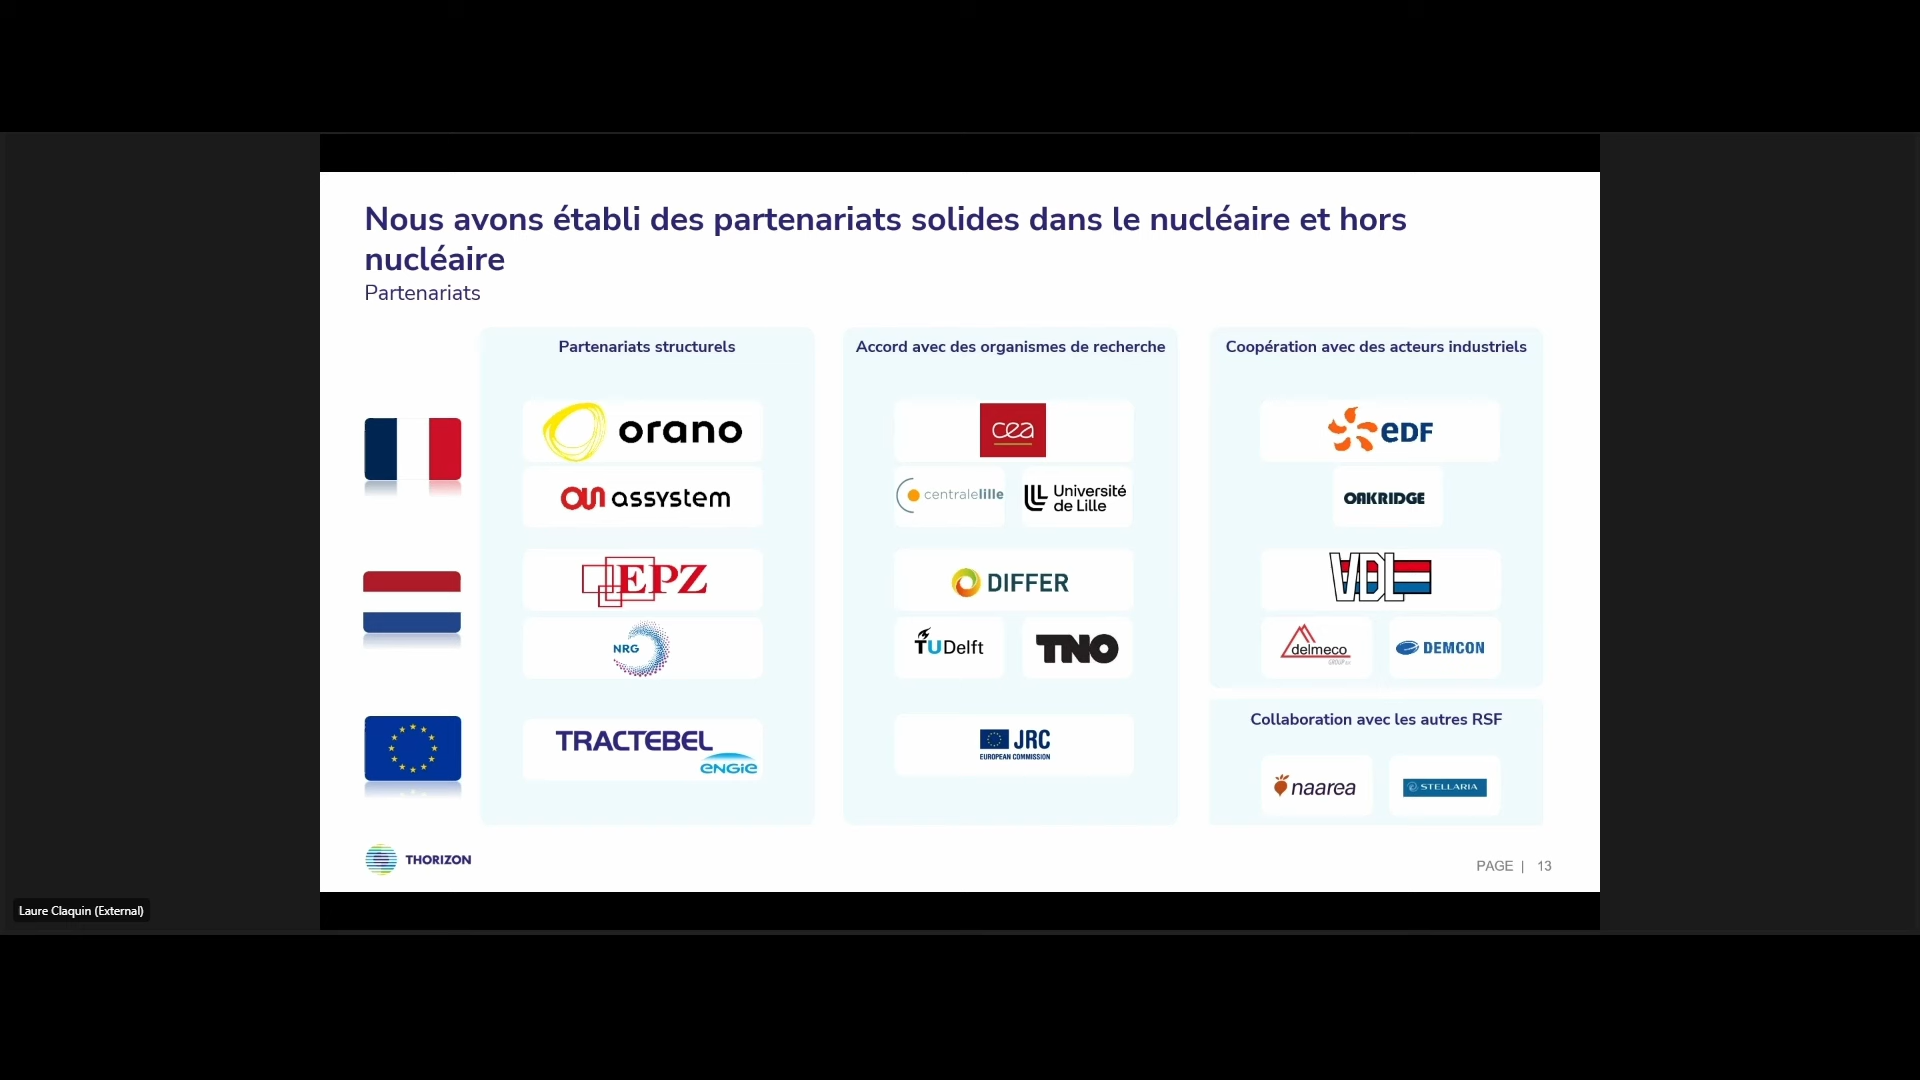 Nous avons établi des partenariats solides dans le nucléaire et hors
nucléaire
Partenariats
Partenariats structurels
Accord avec des organismes de recherche
Coopération avec des acteurs industriels
orano
cea
eDF
assystem
centralelille
Université
de Lille
OAKRIDGE
EPZ
DIFFER
VDL
NRG
TUDelft
TNO
delmeco
GROUP
DEMCON
TRACTEBEL
ENGIE
JRC
EUROPEAN COMMISSION
Collaboration avec les autres RSF
naarea
STELLARIA
THORIZON
PAGE | 13
Laure Claquin (External)